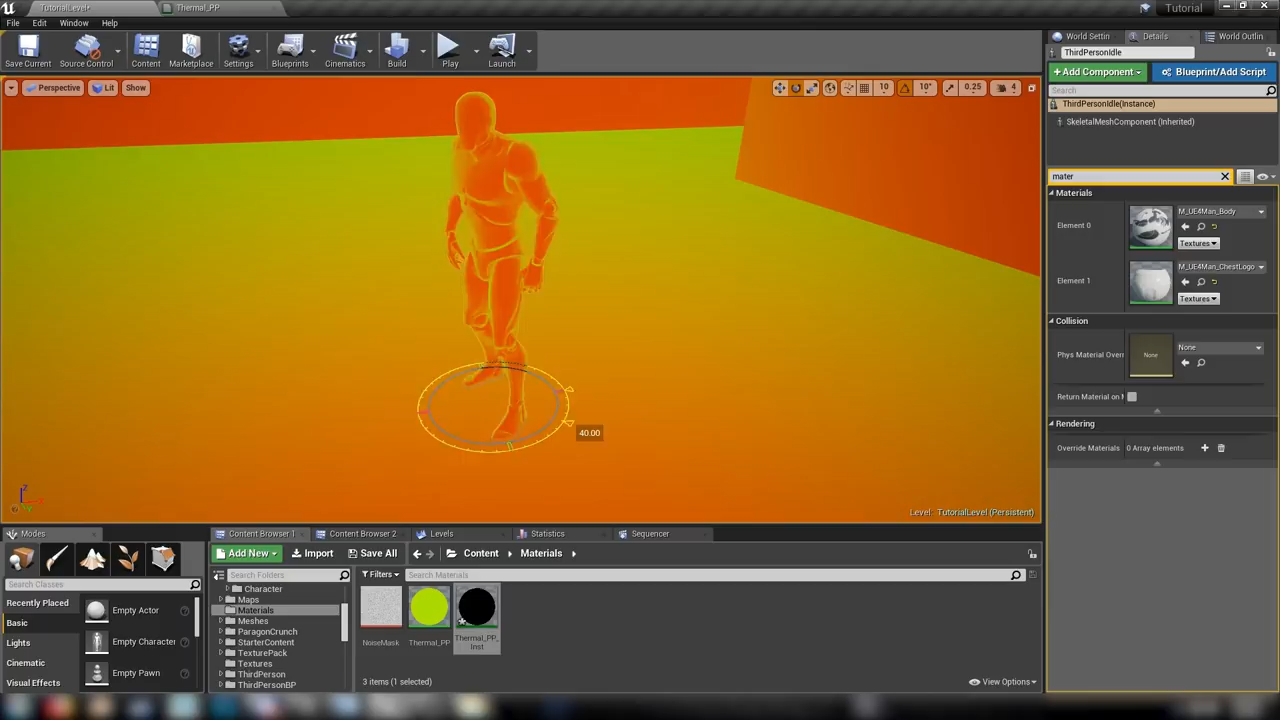 TutorialLevel*
Thermal_PP
Tutorial
File Edit Window Help
World Settin
Details
World Outlin
ThirdPersonIdle
Save Current
Source Control
Content
Marketplace
Settings
Blueprints
Cinematics
Build
Play
Launch
+Add Component
Blueprint/Add Script
Search
Perspective
Lit
Show
10
10°
0.25
4
ThirdPersonIdle(Instance)
SkeletalMeshComponent (Inherited)
mater
Materials
Element 0
M_UE4Man_Body
Textures
Element 1
M_UE4Man_ChestLogo
Textures
Collision
Phys Material Overr
None
None
Return Material on M
Rendering
Override Materials
0 Array elements
40.00
Level: TutorialLevel (Persistent)
Modes
Search Classes
Recently Placed
Basic
Lights
Cinematic
Visual Effects
Empty Actor
Empty Character
Empty Pawn
Content Browser 1
Content Browser 2
Levels
Statistics
Sequencer
Add New
Import
Save All
Content
Materials
Search Folders
Filters
Search Materials
Character
Maps
Materials
Meshes
ParagonCrunch
StarterContent
TexturePack
Textures
ThirdPerson
ThirdPersonBP
NoiseMask
Thermal_PP
Thermal_PP_
Inst
3 items (1 selected)
View Options